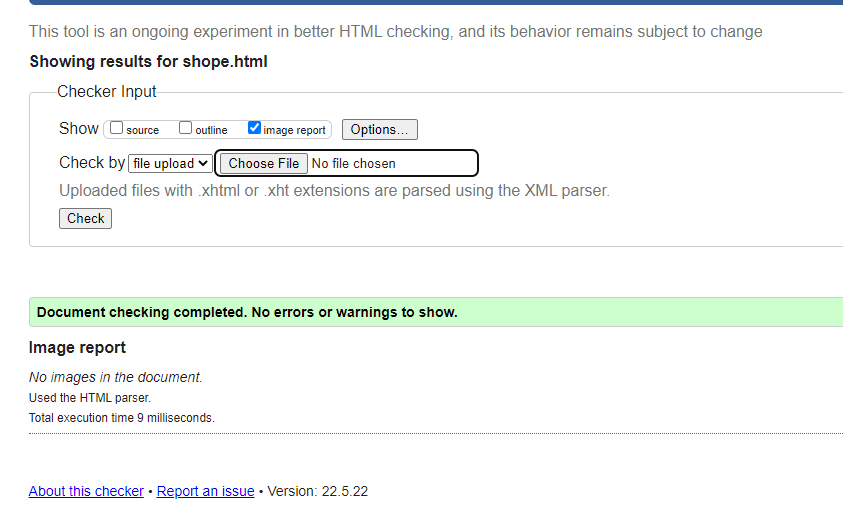 This tool is an ongoing experiment in better HTML checking, and its behavior remains subject to change
Showing results for shope.html
Checker Input
Show source outline image report Options...
Check by file upload Choose File No file chosen
Uploaded files with .xhtml or .xht extensions are parsed using the XML parser.
Check
Document checking completed. No errors or warnings to show.
Image report
No images in the document.
Used the HTML parser.
Total execution time 9 milliseconds.
About this checker • Report an issue • Version: 22.5.22